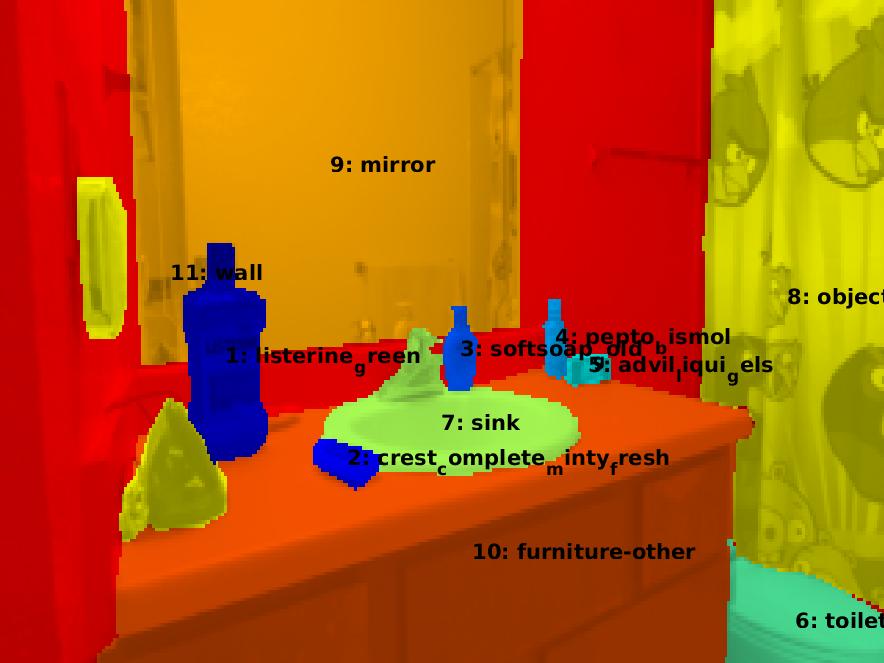 9: mirror
11: wall
8: object
4: pepto_bismol
1: listerine_green
3: softsoap_old_b
5: advil_liqui_gels
7: sink
2: crest_complete_minty_fresh
10: furniture-other
6: toilet